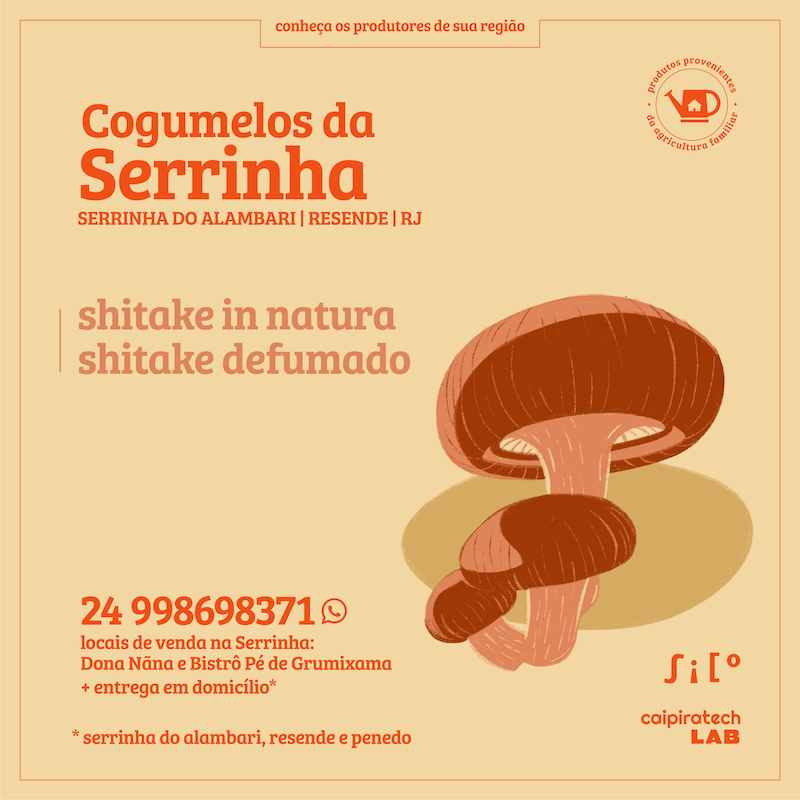 conheça os produtores de sua região
produtos provenientes
da agricultura familiar
Cogumelos da
Serrinha
SERRINHA DO ALAMBARI | RESENDE | RJ
shitake in natura
shitake defumado
24 998698371
locais de venda na Serrinha:
Dona Nãna e Bistrô Pé de Grumixama
+ entrega em domicílio*
* serrinha do alambari, resende e penedo
silo
caipiratech
LAB